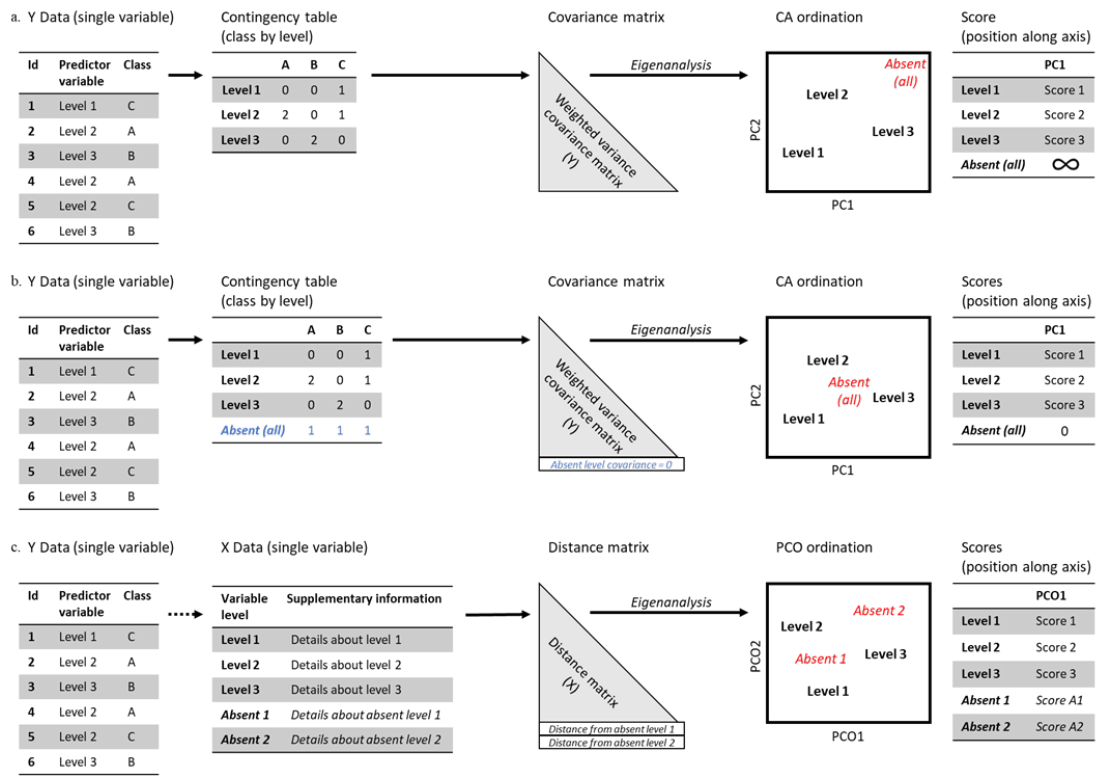 a. Y Data (single variable)
Contingency table
(class by level)
Covariance matrix
CA ordination
Score
(position along axis)
Id Predictor variable Class
1 Level 1 C
2 Level 2 A
3 Level 3 B
4 Level 2 A
5 Level 2 C
6 Level 3 B
A B C
Level 1 0 0 1
Level 2 2 0 1
Level 3 0 2 0
Weighted variance
covariance matrix
(Y)
Eigenanalysis
PC2
Absent
(all)
Level 2
Level 3
Level 1
PC1
PC1
Level 1 Score 1
Level 2 Score 2
Level 3 Score 3
Absent (all) ∞
b. Y Data (single variable)
Contingency table
(class by level)
Covariance matrix
CA ordination
Scores
(position along axis)
Id Predictor variable Class
1 Level 1 C
2 Level 2 A
3 Level 3 B
4 Level 2 A
5 Level 2 C
6 Level 3 B
A B C
Level 1 0 0 1
Level 2 2 0 1
Level 3 0 2 0
Absent (all) 1 1 1
Weighted variance
covariance matrix
(Y)
Absent level covariance = 0
Eigenanalysis
PC2
Level 2
Absent
(all)
Level 3
Level 1
PC1
PC1
Level 1 Score 1
Level 2 Score 2
Level 3 Score 3
Absent (all) 0
c. Y Data (single variable)
X Data (single variable)
Distance matrix
PCO ordination
Scores
(position along axis)
Id Predictor variable Class
1 Level 1 C
2 Level 2 A
3 Level 3 B
4 Level 2 A
5 Level 2 C
6 Level 3 B
Variable level Supplementary information
Level 1 Details about level 1
Level 2 Details about level 2
Level 3 Details about level 3
Absent 1 Details about absent level 1
Absent 2 Details about absent level 2
Distance matrix
(X)
Distance from absent level 1
Distance from absent level 2
Eigenanalysis
PCO2
Absent 2
Level 2
Absent 1
Level 3
Level 1
PCO1
PCO1
Level 1 Score 1
Level 2 Score 2
Level 3 Score 3
Absent 1 Score A1
Absent 2 Score A2